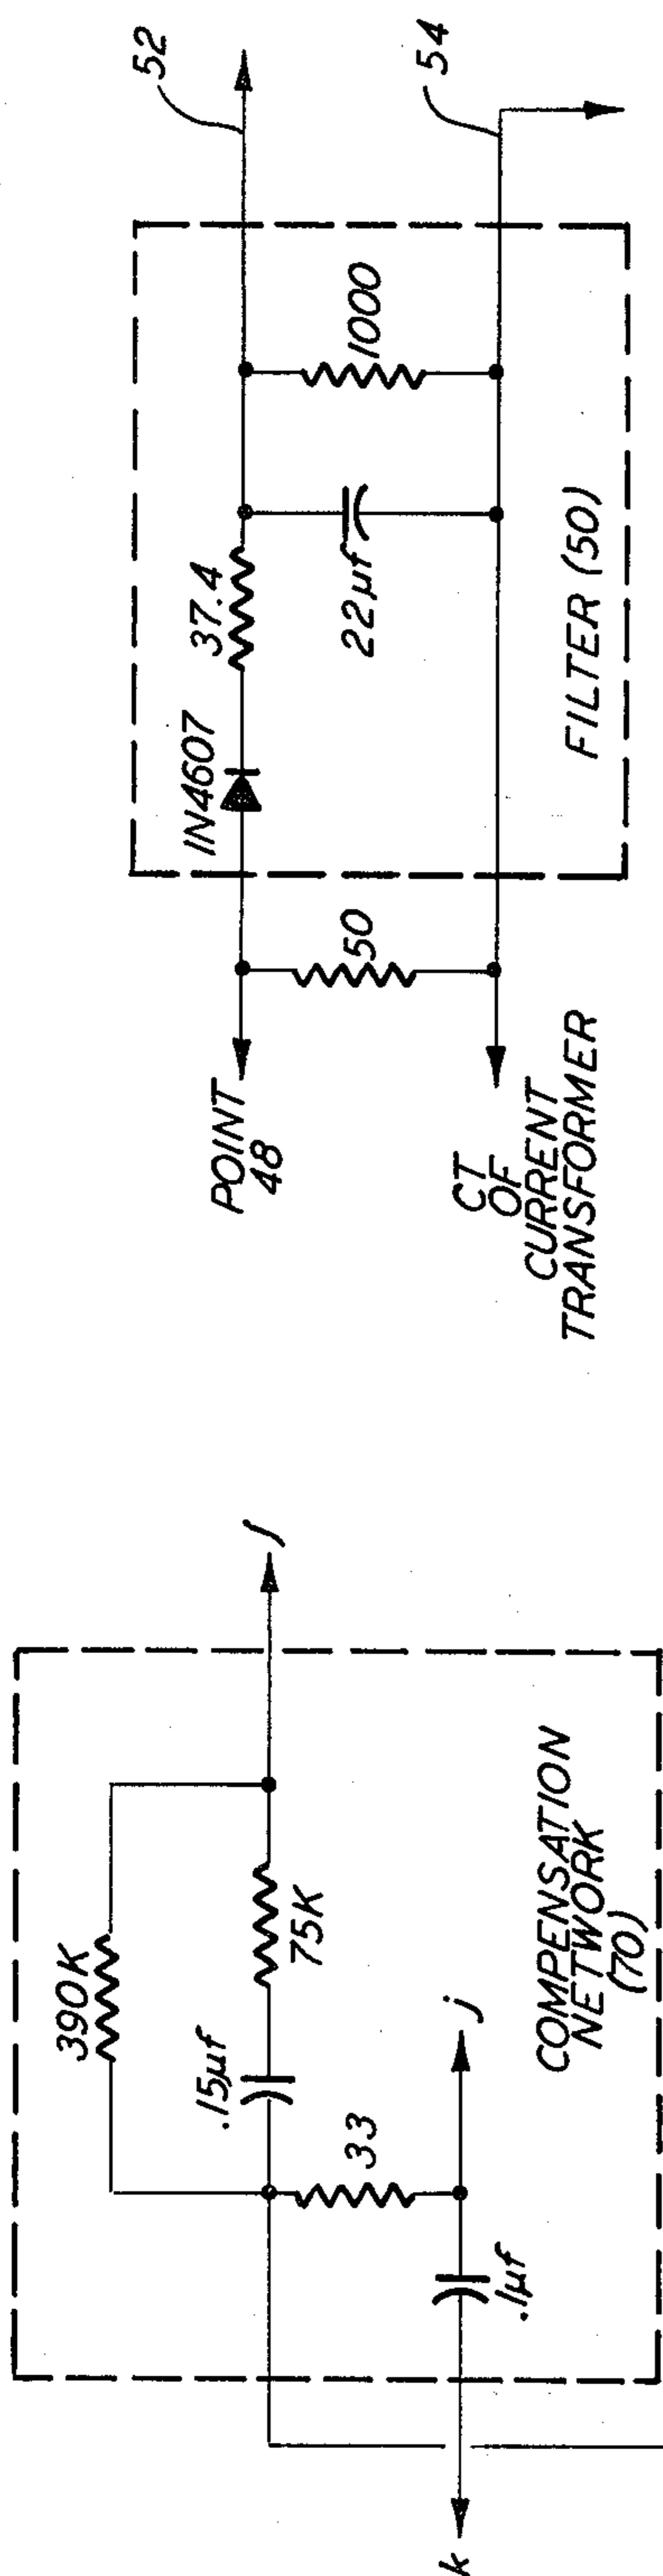 52
54
IN4607
37.4
22µf
1000
50
FILTER (50)
POINT
48
CT
OF
CURRENT
TRANSFORMER
390K
.15µf
75K
33
.1µf
j
k
COMPENSATION
NETWORK
(70)